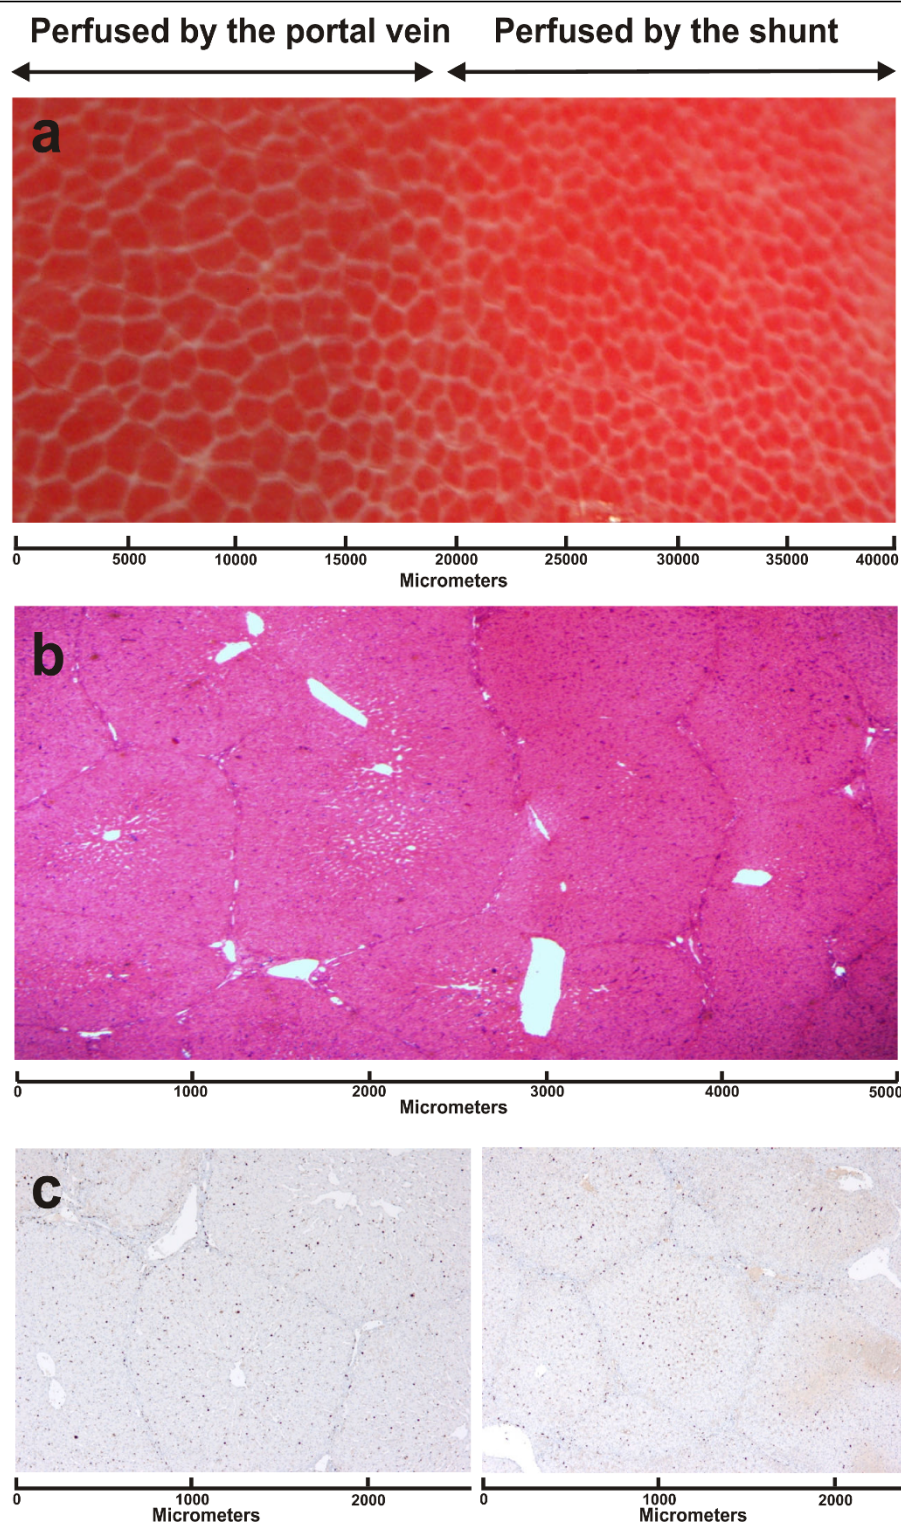 Perfused by the portal vein Perfused by the shunt
a
0 5000 10000 15000 20000 25000 30000 35000 40000
Micrometers
b
0 1000 2000 3000 4000 5000
Micrometers
c
0 1000 2000 0 1000 2000
Micrometers Micrometers